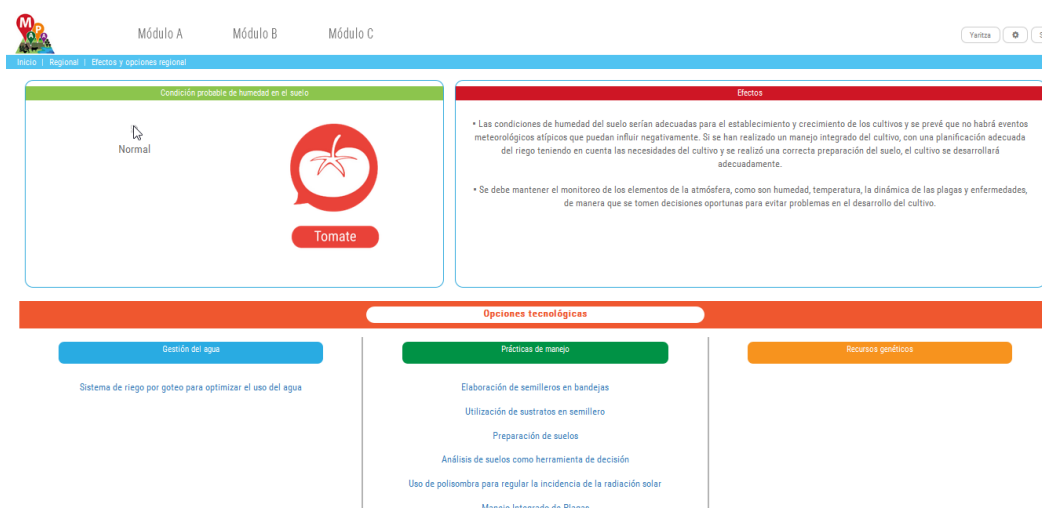 MAPA
Módulo A
Módulo B
Módulo C
Yaritza
Inicio | Regional | Efectos y opciones regional
Condición probable de humedad en el suelo
Normal
Tomate
Efectos
• Las condiciones de humedad del suelo serían adecuadas para el establecimiento y crecimiento de los cultivos y se prevé que no habrá eventos
meteorológicos atípicos que puedan influir negativamente. Si se han realizado un manejo integrado del cultivo, con una planificación adecuada
del riego teniendo en cuenta las necesidades del cultivo y se realizó una correcta preparación del suelo, el cultivo se desarrollará
adecuadamente.
• Se debe mantener el monitoreo de los elementos de la atmósfera, como son humedad, temperatura, la dinámica de las plagas y enfermedades,
de manera que se tomen decisiones oportunas para evitar problemas en el desarrollo del cultivo.
Opciones tecnológicas
Gestión del agua
Sistema de riego por goteo para optimizar el uso del agua
Prácticas de manejo
Elaboración de semilleros en bandejas
Utilización de sustratos en semillero
Preparación de suelos
Análisis de suelos como herramienta de decisión
Uso de polisombra para regular la incidencia de la radiación solar
Manejo Integrado de Plagas
Recursos genéticos